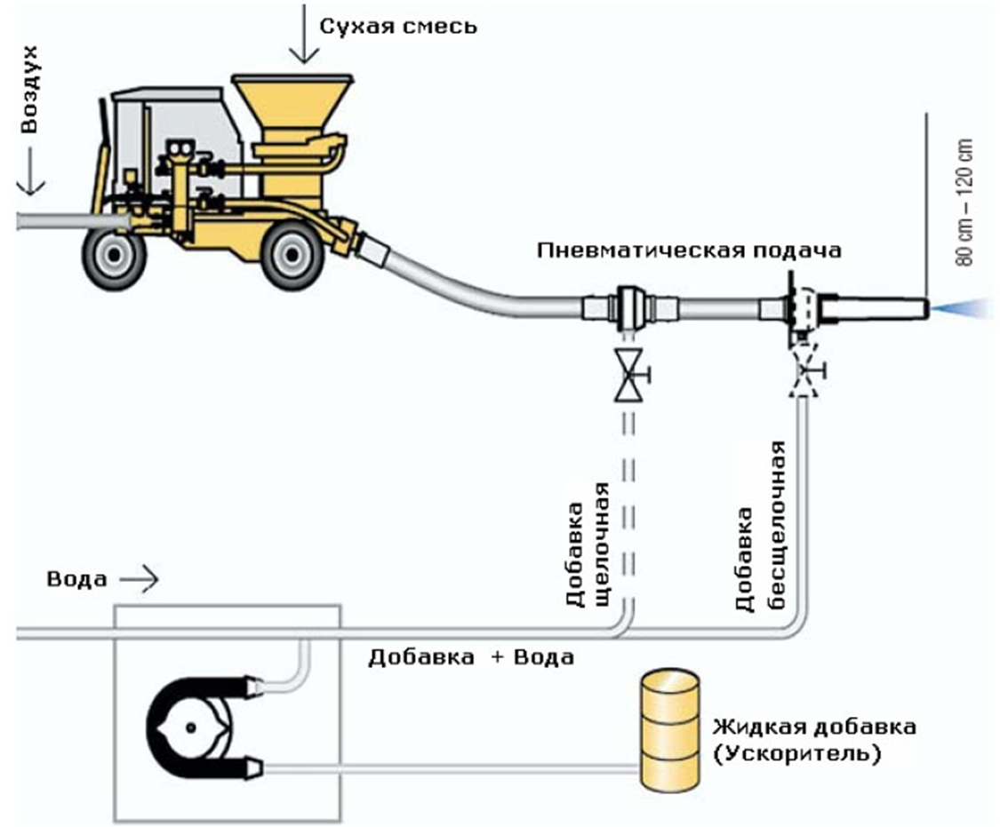 Сухая смесь
Воздух
80 cm – 120 cm
Пневматическая подача
Добавка
щелочная
Добавка
бесщелочная
Вода
Добавка + Вода
Жидкая добавка
(Ускоритель)